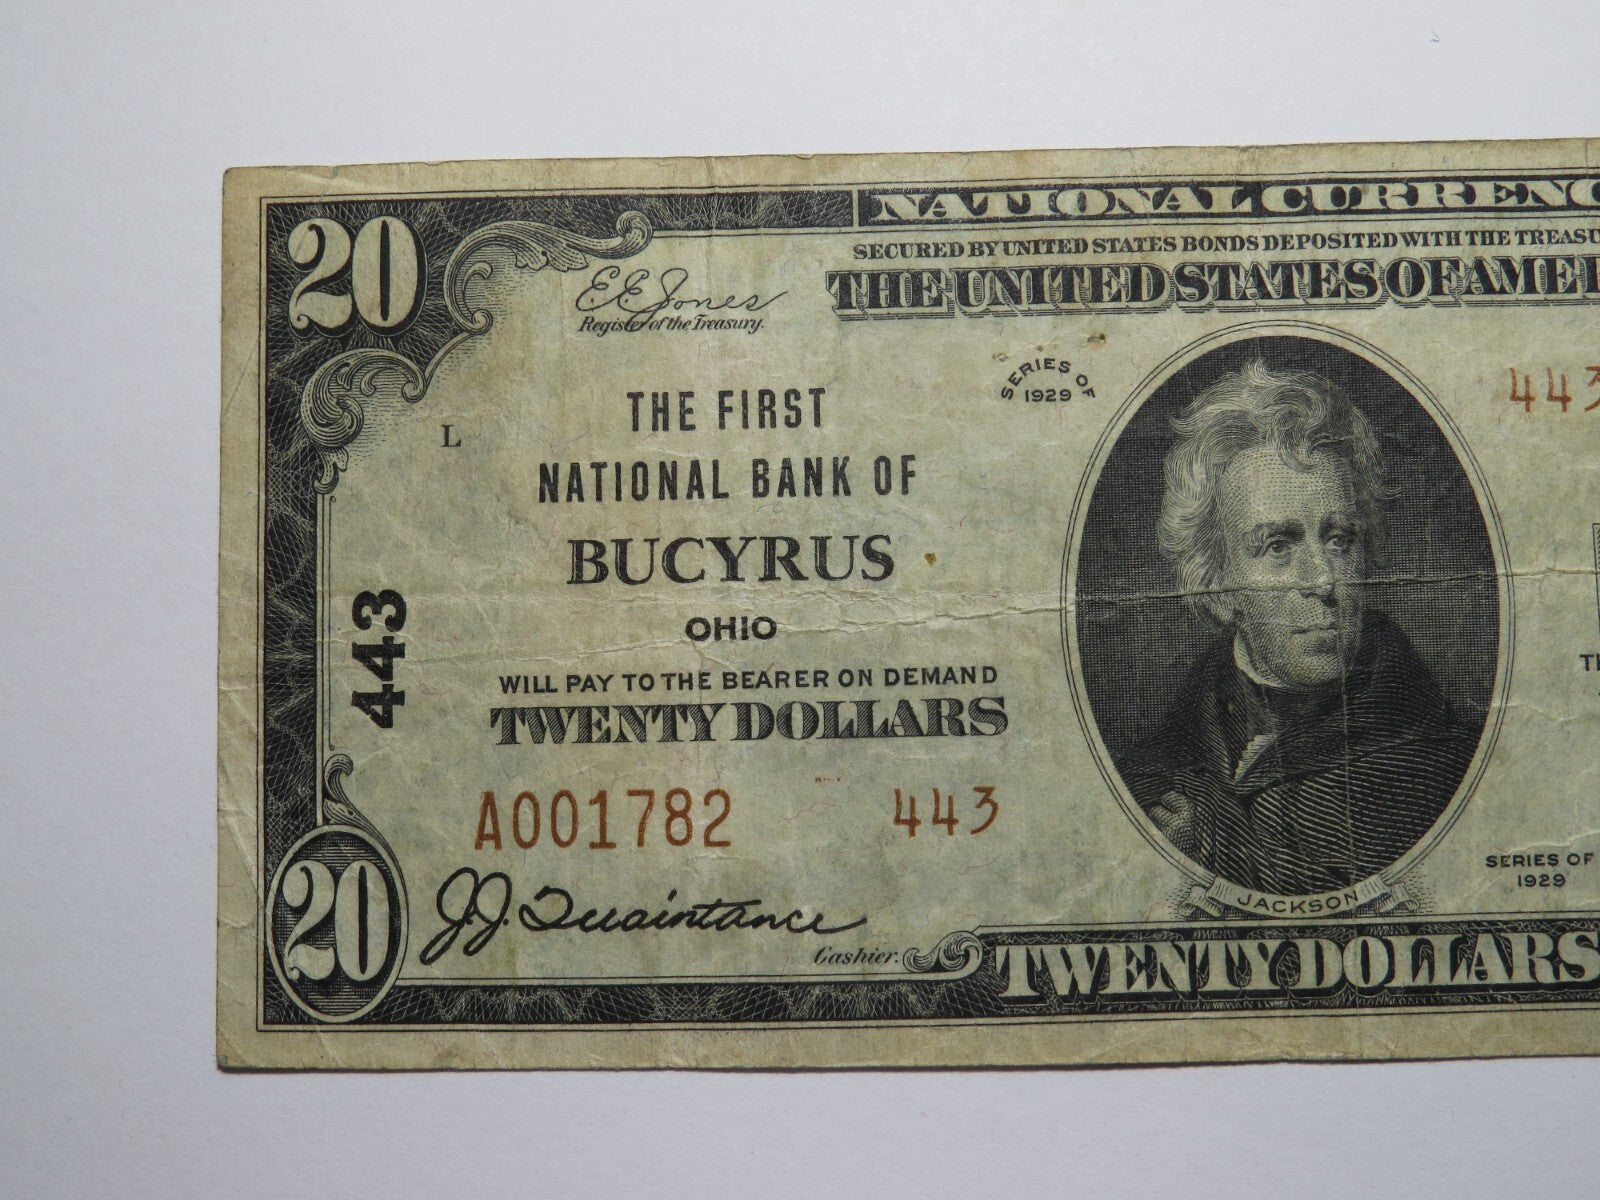 NATIONAL CURRENC
SECURED BY UNITED STATES BONDS DEPOSITED WITH THE TREASU
THE UNITED STATES OF AMER
20
E.E. Jones
Register of the Treasury.
SERIES OF
1929
443
THE FIRST
L
NATIONAL BANK OF
BUCYRUS
OHIO
443
WILL PAY TO THE BEARER ON DEMAND
TWENTY DOLLARS
A001782 443
SERIES OF
1929
20
J.J. Quaintance
Cashier.
JACKSON
TWENTY DOLLARS